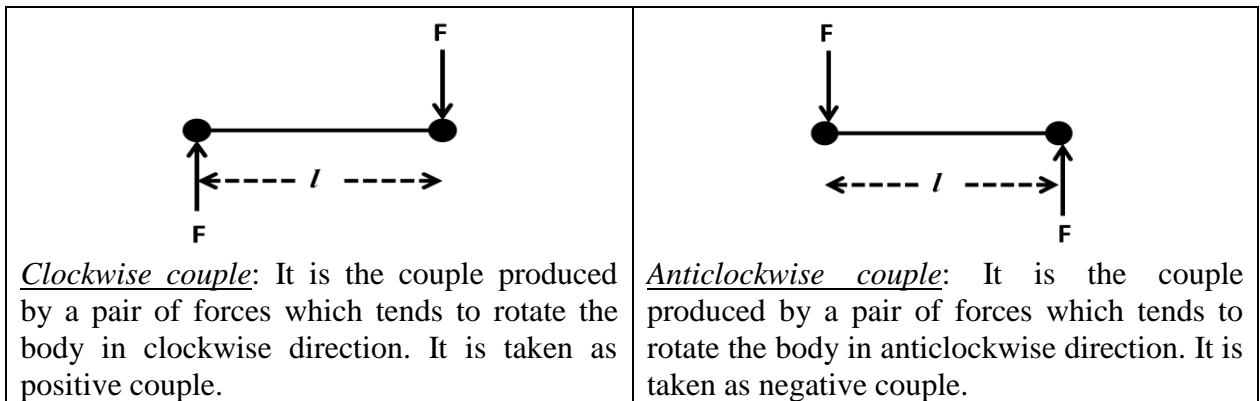 F
l
F
Clockwise couple: It is the couple produced
by a pair of forces which tends to rotate the
body in clockwise direction. It is taken as
positive couple.
F
l
F
Anticlockwise couple: It is the couple
produced by a pair of forces which tends to
rotate the body in anticlockwise direction. It is
taken as negative couple.